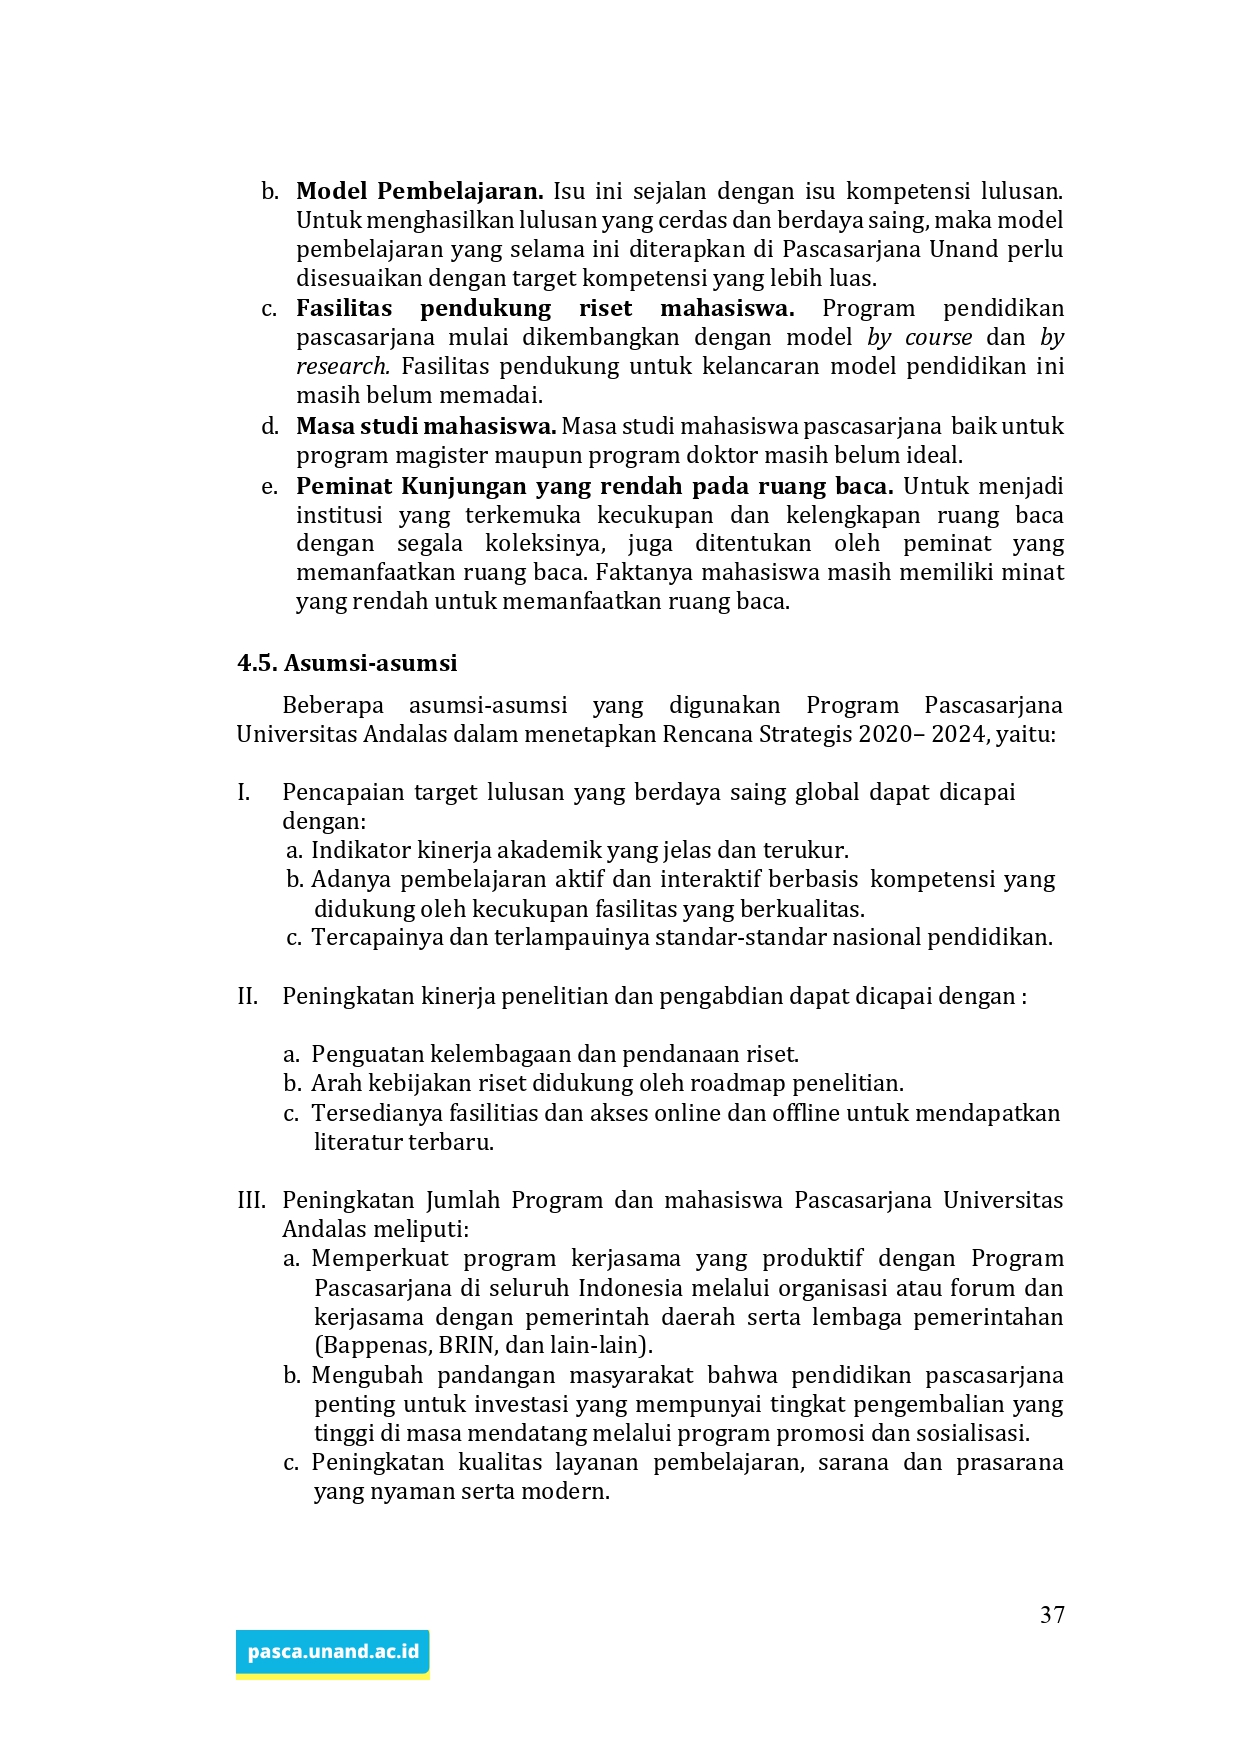 b. Model Pembelajaran. Isu ini sejalan dengan isu kompetensi lulusan.
Untuk menghasilkan lulusan yang cerdas dan berdaya saing, maka model
pembelajaran yang selama ini diterapkan di Pascasarjana Unand perlu
disesuaikan dengan target kompetensi yang lebih luas.
c. Fasilitas pendukung riset mahasiswa. Program pendidikan
pascasarjana mulai dikembangkan dengan model by course dan by
research. Fasilitas pendukung untuk kelancaran model pendidikan ini
masih belum memadai.
d. Masa studi mahasiswa. Masa studi mahasiswa pascasarjana baik untuk
program magister maupun program doktor masih belum ideal.
e. Peminat Kunjungan yang rendah pada ruang baca. Untuk menjadi
institusi yang terkemuka kecukupan dan kelengkapan ruang baca
dengan segala koleksinya, juga ditentukan oleh peminat yang
memanfaatkan ruang baca. Faktanya mahasiswa masih memiliki minat
yang rendah untuk memanfaatkan ruang baca.
4.5. Asumsi-asumsi
Beberapa asumsi-asumsi yang digunakan Program Pascasarjana
Universitas Andalas dalam menetapkan Rencana Strategis 2020– 2024, yaitu:
I. Pencapaian target lulusan yang berdaya saing global dapat dicapai
dengan:
a. Indikator kinerja akademik yang jelas dan terukur.
b. Adanya pembelajaran aktif dan interaktif berbasis kompetensi yang
didukung oleh kecukupan fasilitas yang berkualitas.
c. Tercapainya dan terlampauinya standar-standar nasional pendidikan.
II. Peningkatan kinerja penelitian dan pengabdian dapat dicapai dengan :
a. Penguatan kelembagaan dan pendanaan riset.
b. Arah kebijakan riset didukung oleh roadmap penelitian.
c. Tersedianya fasilitias dan akses online dan offline untuk mendapatkan
literatur terbaru.
III. Peningkatan Jumlah Program dan mahasiswa Pascasarjana Universitas
Andalas meliputi:
a. Memperkuat program kerjasama yang produktif dengan Program
Pascasarjana di seluruh Indonesia melalui organisasi atau forum dan
kerjasama dengan pemerintah daerah serta lembaga pemerintahan
(Bappenas, BRIN, dan lain-lain).
b. Mengubah pandangan masyarakat bahwa pendidikan pascasarjana
penting untuk investasi yang mempunyai tingkat pengembalian yang
tinggi di masa mendatang melalui program promosi dan sosialisasi.
c. Peningkatan kualitas layanan pembelajaran, sarana dan prasarana
yang nyaman serta modern.
37
pasca.unand.ac.id